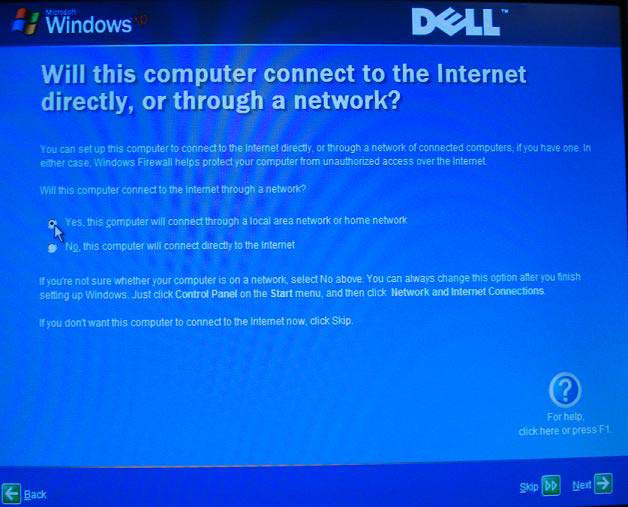 Microsoft
Windows xp
DELL™
Will this computer connect to the Internet
directly, or through a network?
You can set up this computer to connect to the Internet directly, or through a network of connected computers, if you have one. In
either case, Windows Firewall helps protect your computer from unauthorized access over the Internet.
Will this computer connect to the Internet through a network?
Yes, this computer will connect through a local area network or home network
No, this computer will connect directly to the Internet
If you're not sure whether your computer is on a network, select No above. You can always change this option after you finish
setting up Windows. Just click Control Panel on the Start menu, and then click Network and Internet Connections.
If you don't want this computer to connect to the Internet now, click Skip.
?
For help,
click here or press F1.
Back
Skip
Next